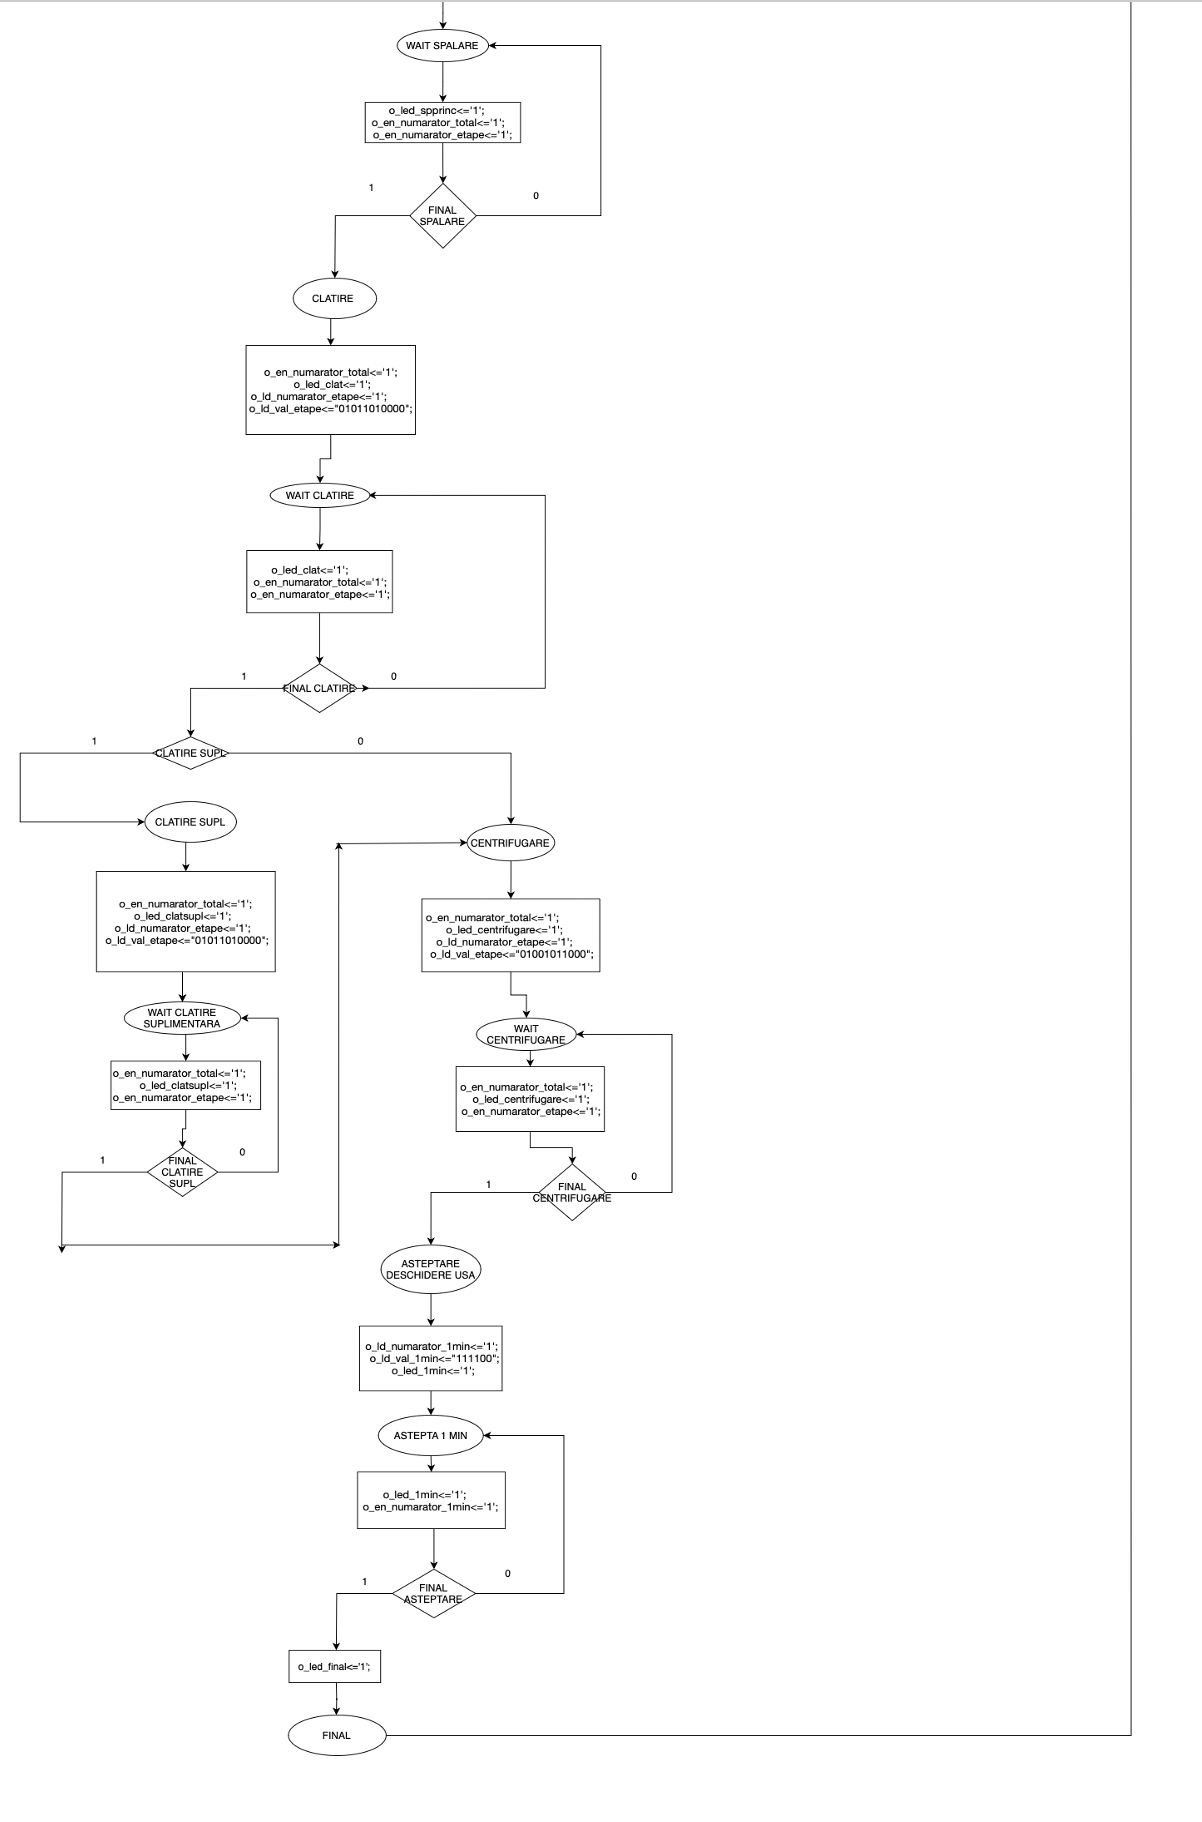 WAIT SPALARE
o_led_spprinc<='1';
o_en_numarator_total<='1';
o_en_numarator_etape<='1';
1
0
FINAL
SPALARE
CLATIRE
o_en_numarator_total<='1';
o_led_clat<='1';
o_ld_numarator_etape<='1';
o_ld_val_etape<="01011010000";
WAIT CLATIRE
o_led_clat<='1';
o_en_numarator_total<='1';
o_en_numarator_etape<='1';
1
0
FINAL CLATIRE
1
0
CLATIRE SUPL
CLATIRE SUPL
o_en_numarator_total<='1';
o_led_clatsupl<='1';
o_ld_numarator_etape<='1';
o_ld_val_etape<="01011010000";
WAIT CLATIRE
SUPLIMENTARA
o_en_numarator_total<='1';
o_led_clatsupl<='1';
o_en_numarator_etape<='1';
1
0
FINAL
CLATIRE
SUPL
CENTRIFUGARE
o_en_numarator_total<='1';
o_led_centrifugare<='1';
o_ld_numarator_etape<='1';
o_ld_val_etape<="01001011000";
WAIT
CENTRIFUGARE
o_en_numarator_total<='1';
o_led_centrifugare<='1';
o_en_numarator_etape<='1';
1
0
FINAL
CENTRIFUGARE
ASTEPTARE
DESCHIDERE USA
o_ld_numarator_1min<='1';
o_ld_val_1min<="111100";
o_led_1min<='1';
ASTEPTA 1 MIN
o_led_1min<='1';
o_en_numarator_1min<='1';
1
0
FINAL
ASTEPTARE
o_led_final<='1';
FINAL